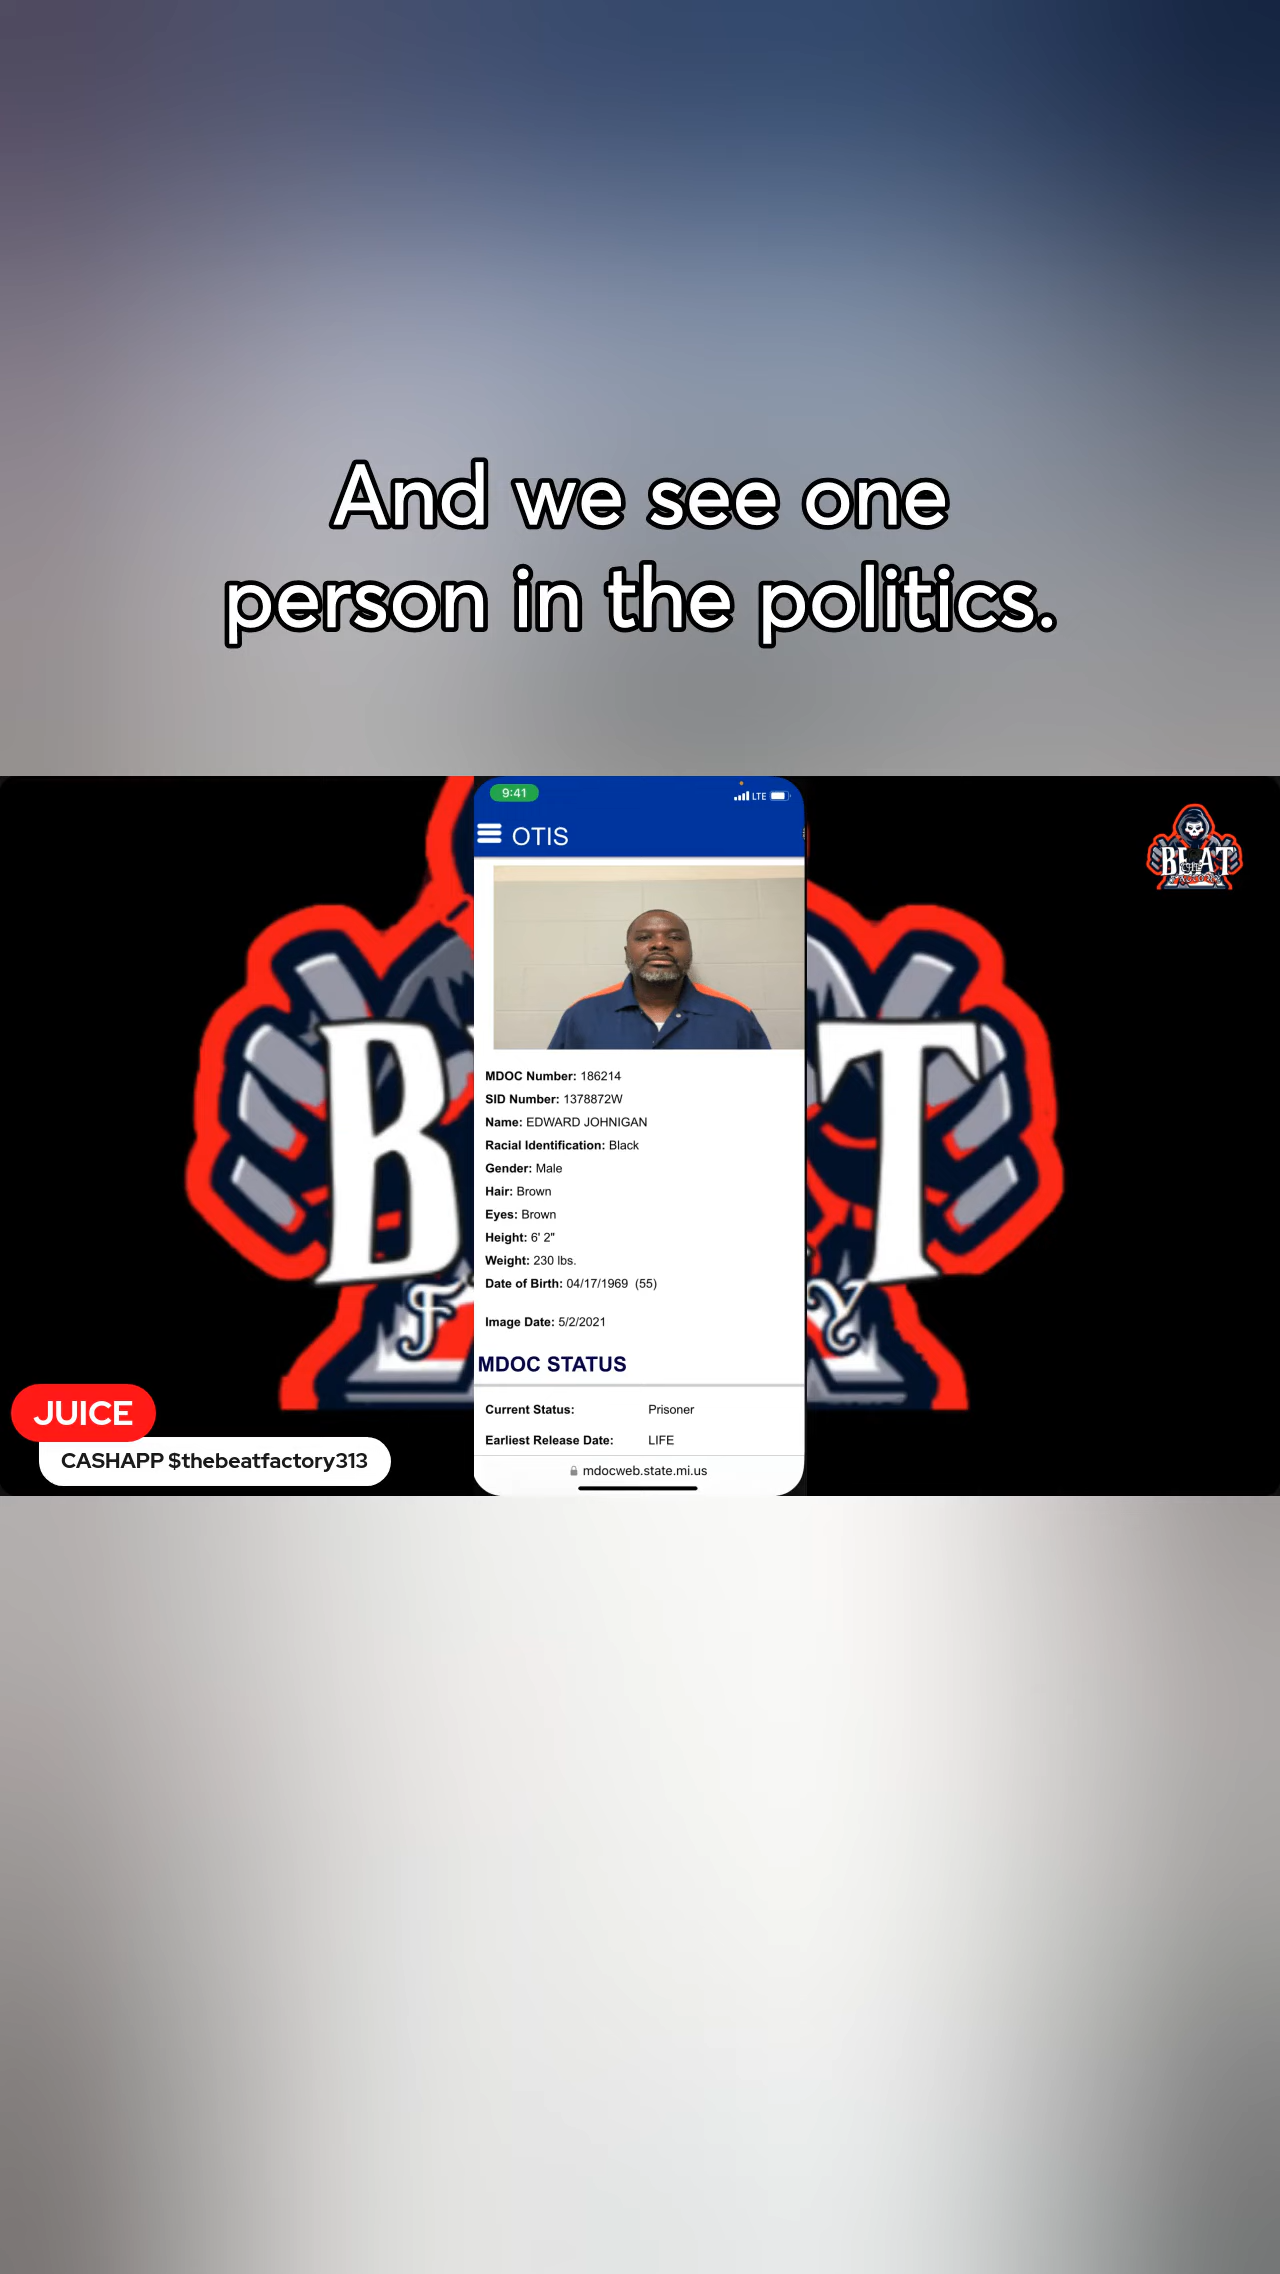 And we see one
person in the politics.
9:41
LTE
OTIS
BEAT
B
T
F
Y
MDOC Number: 186214
SID Number: 1378872W
Name: EDWARD JOHNIGAN
Racial Identification: Black
Gender: Male
Hair: Brown
Eyes: Brown
Height: 6' 2"
Weight: 230 lbs.
Date of Birth: 04/17/1969 (55)
Image Date: 5/2/2021
MDOC STATUS
Current Status: Prisoner
Earliest Release Date: LIFE
mdocweb.state.mi.us
JUICE
CASHAPP $thebeatfactory313